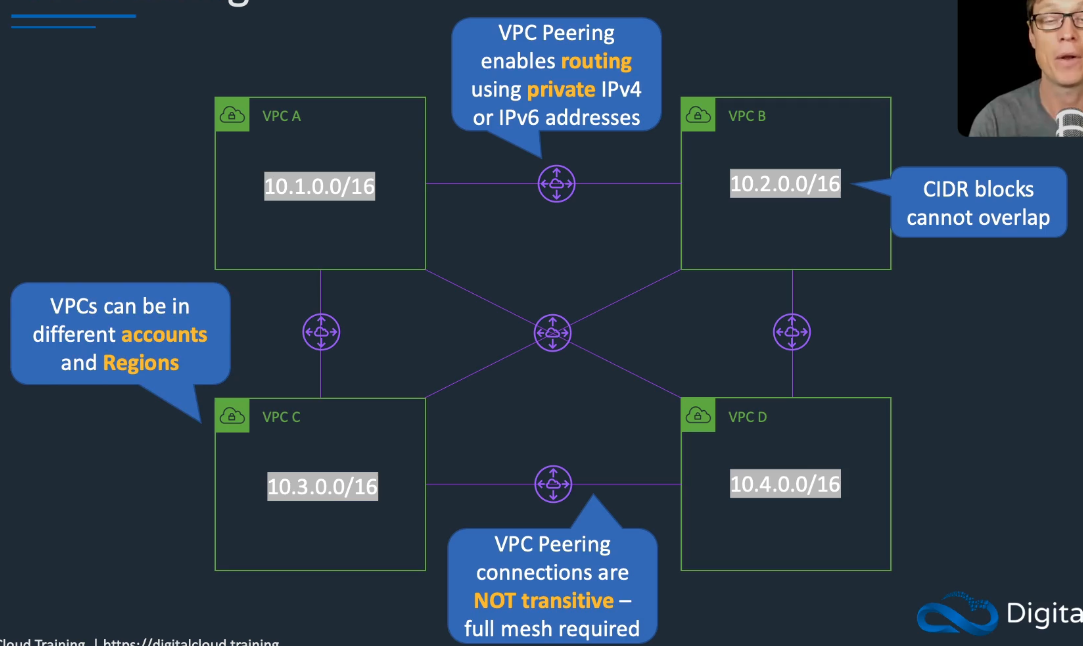 VPC Peering
enables routing
using private IPv4
or IPv6 addresses
VPC A
VPC B
10.1.0.0/16
10.2.0.0/16
CIDR blocks
cannot overlap
VPCs can be in
different accounts
and Regions
VPC C
VPC D
10.3.0.0/16
10.4.0.0/16
VPC Peering
connections are
NOT transitive –
full mesh required
Digita
Cloud Training | https://digitalcloud.training